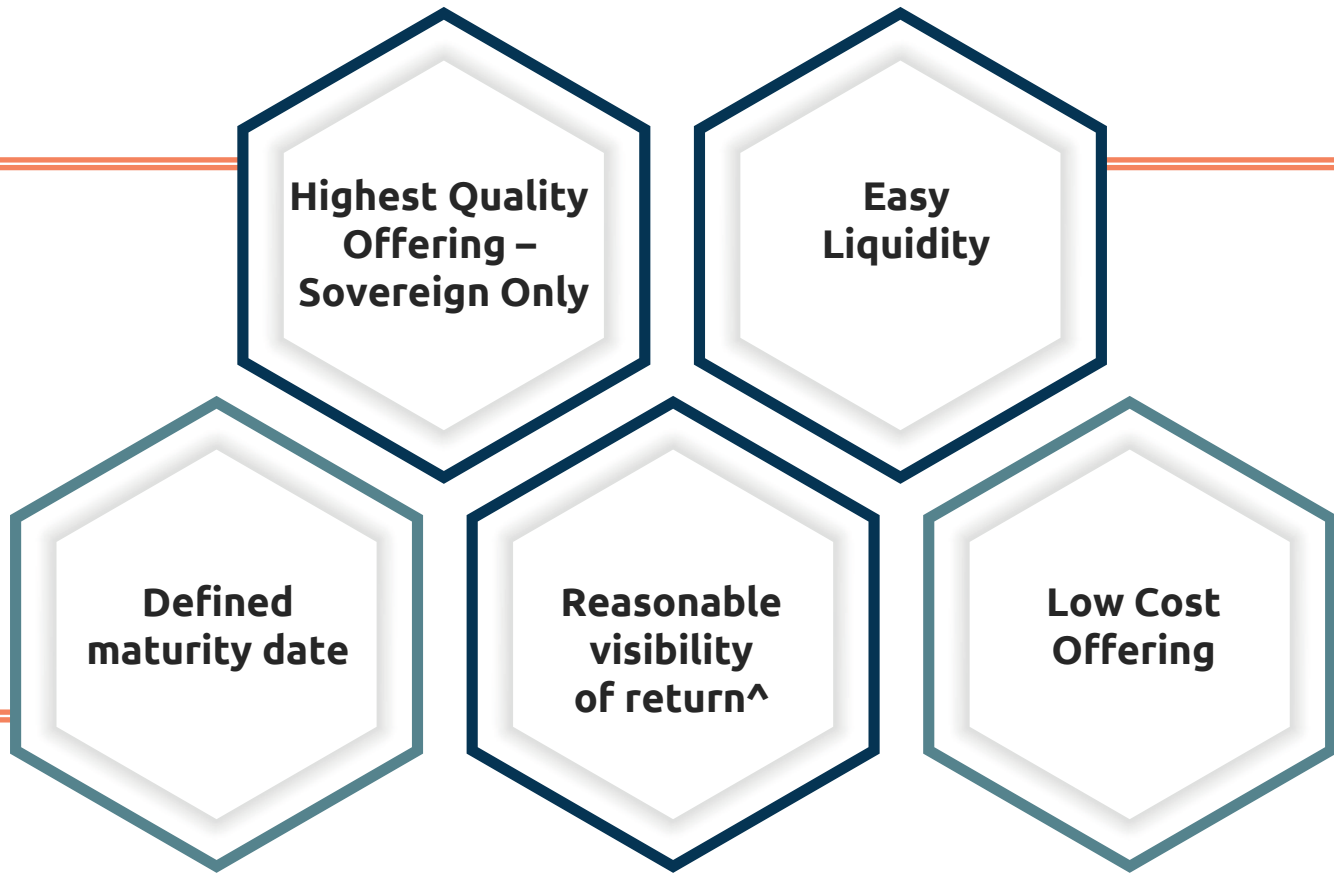 Highest Quality
Offering –
Sovereign Only
Easy
Liquidity
Defined
maturity date
Reasonable
visibility
of return^
Low Cost
Offering